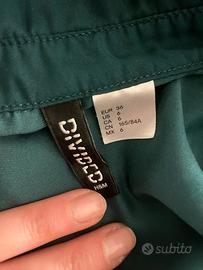 DIVIDED
H&M
EUR 36
US 6
CA 6
CN 165/84A
MX 6
subito